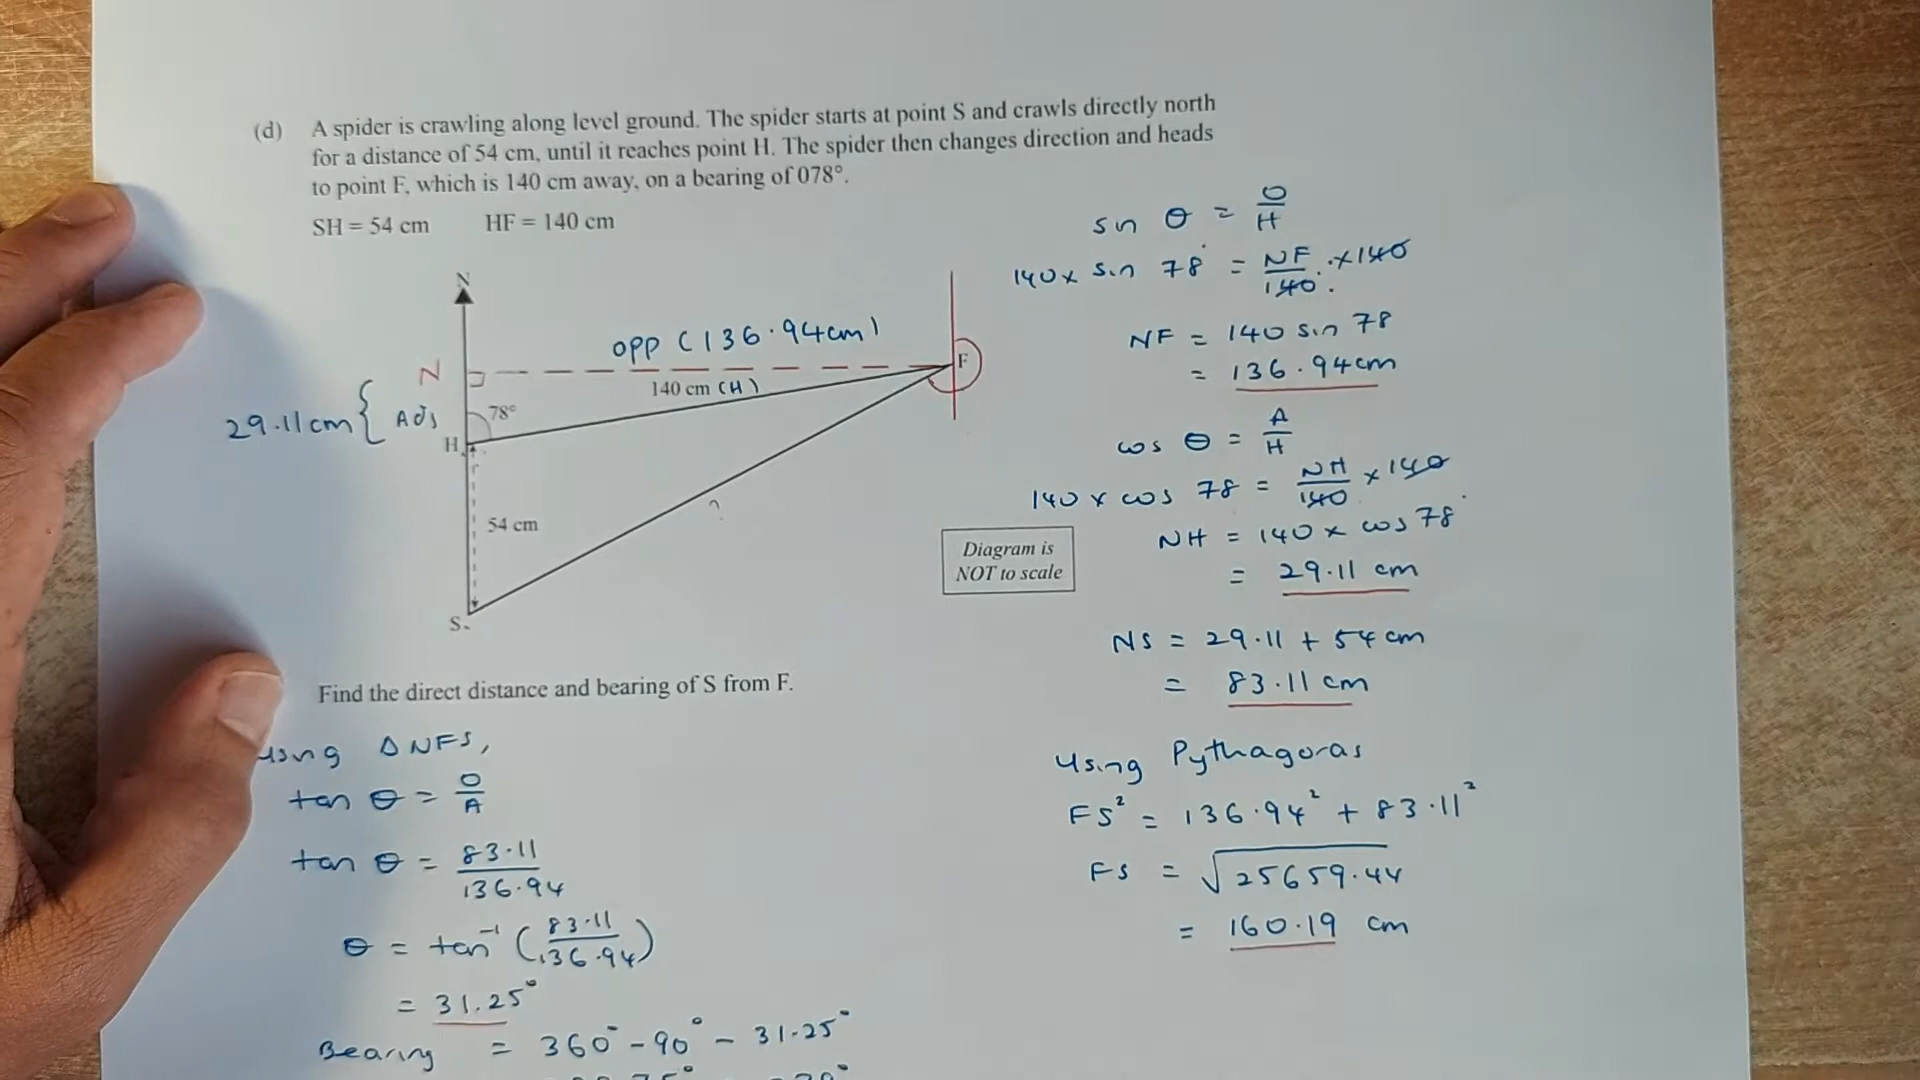 (d) A spider is crawling along level ground. The spider starts at point S and crawls directly north
for a distance of 54 cm, until it reaches point H. The spider then changes direction and heads
to point F, which is 140 cm away, on a bearing of 078°.
SH = 54 cm HF = 140 cm
N
opp (136.94cm)
N
F
140 cm (H)
78°
29.11cm { Adj
H
54 cm
?
S
Diagram is
NOT to scale
sin θ = O/H
140 x sin 78° = NF/140 . x 140
NF = 140 sin 78
= 136.94cm
cos θ = A/H
140 x cos 78 = NH/140 x 140
NH = 140 x cos 78
= 29.11 cm
NS = 29.11 + 54 cm
= 83.11 cm
Using Pythagoras
FS² = 136.94² + 83.11²
FS = √25659.44
= 160.19 cm
Find the direct distance and bearing of S from F.
using Δ NFS,
tan θ = O/A
tan θ = 83.11/136.94
θ = tan⁻¹ (83.11/136.94)
= 31.25°
Bearing = 360° - 90° - 31.25°